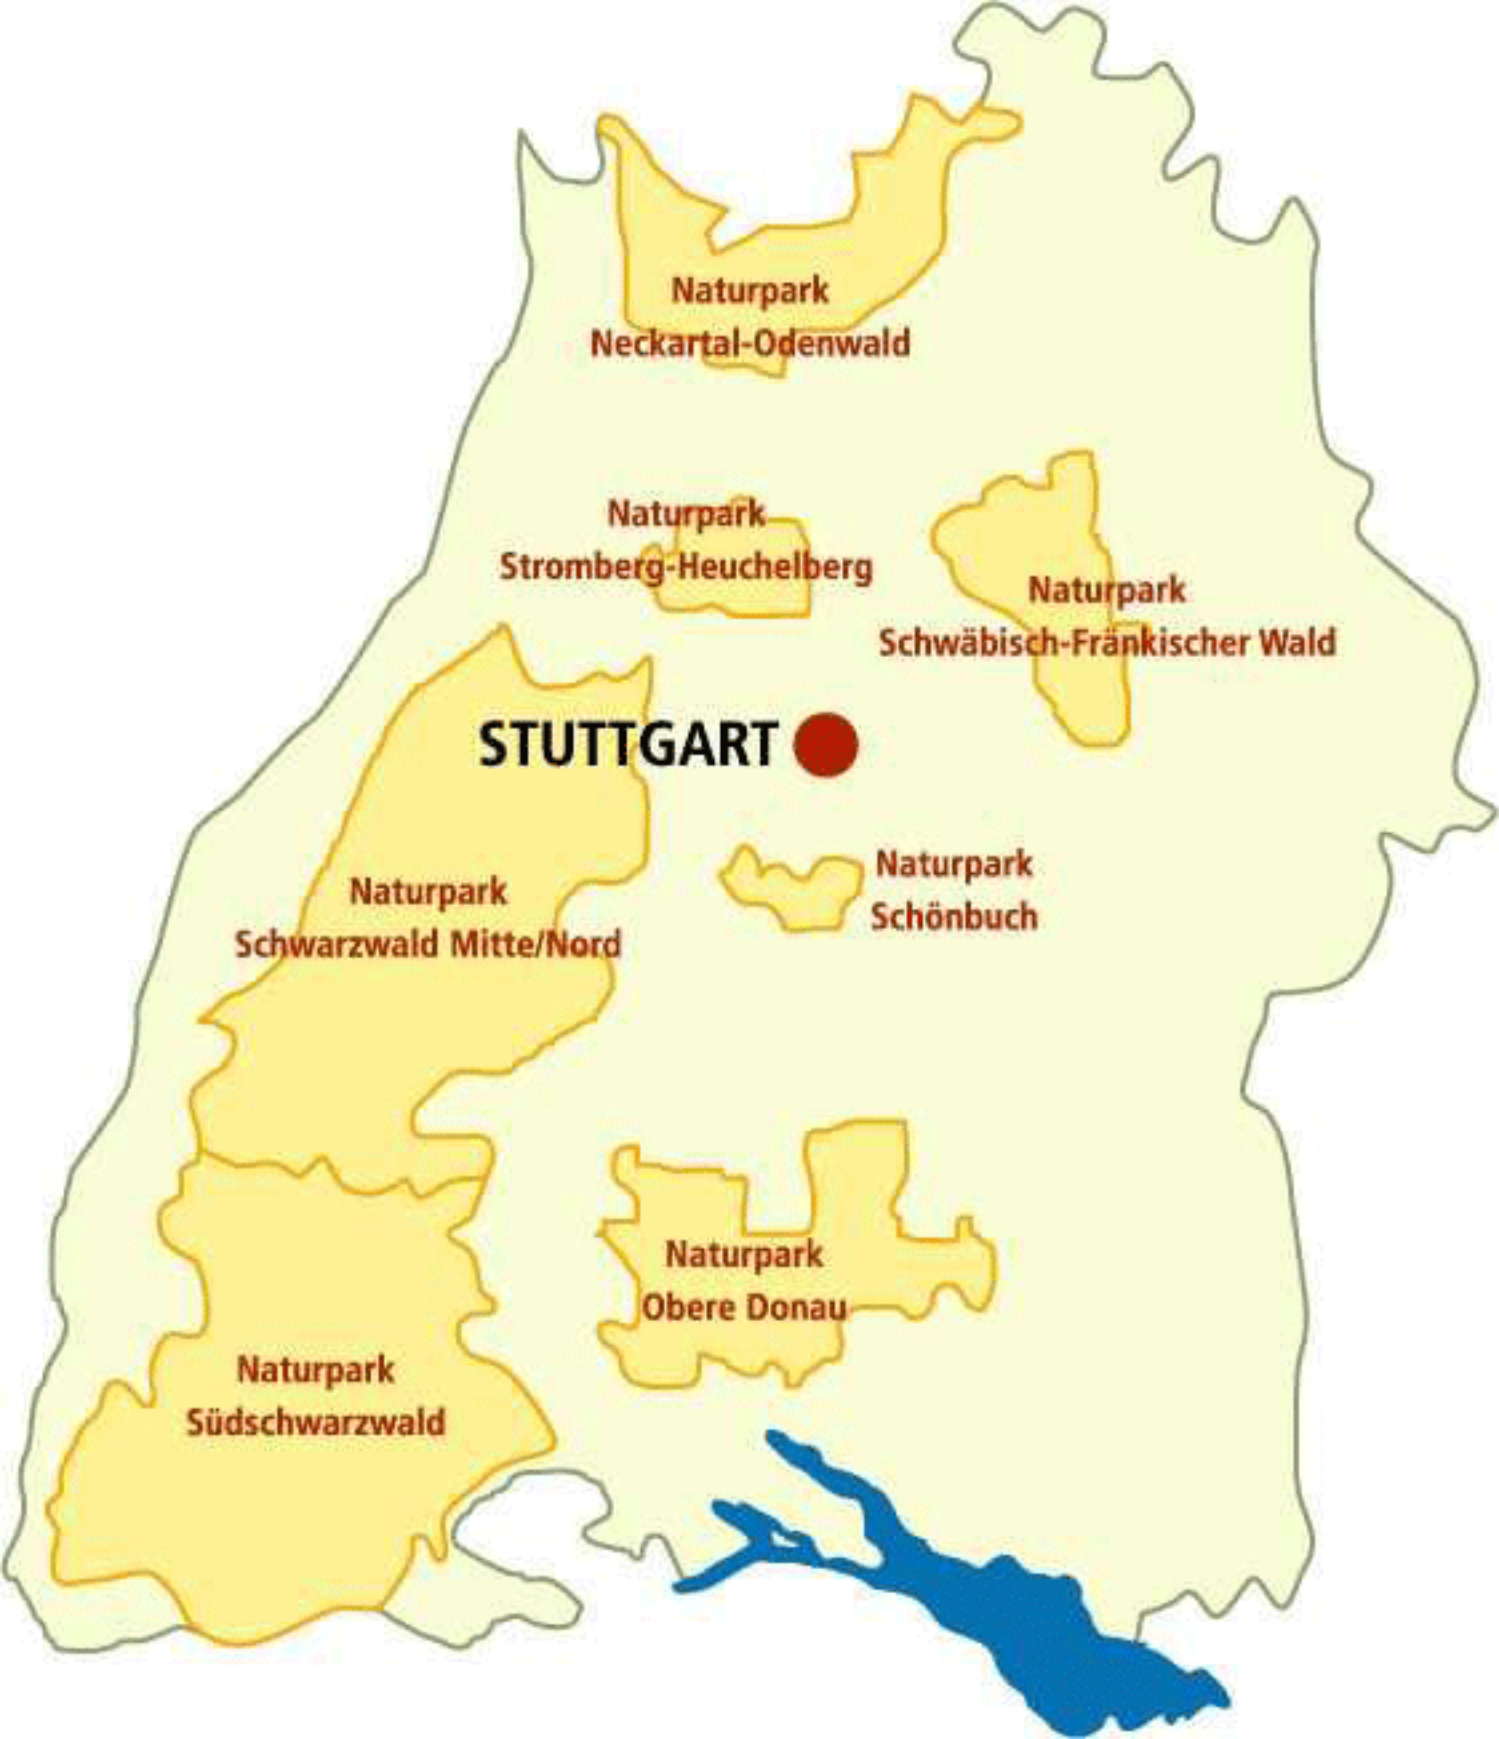 Naturpark
Neckartal-Odenwald
Naturpark
Stromberg-Heuchelberg
Naturpark
Schwäbisch-Fränkischer Wald
STUTTGART
Naturpark
Schönbuch
Naturpark
Schwarzwald Mitte/Nord
Naturpark
Obere Donau
Naturpark
Südschwarzwald